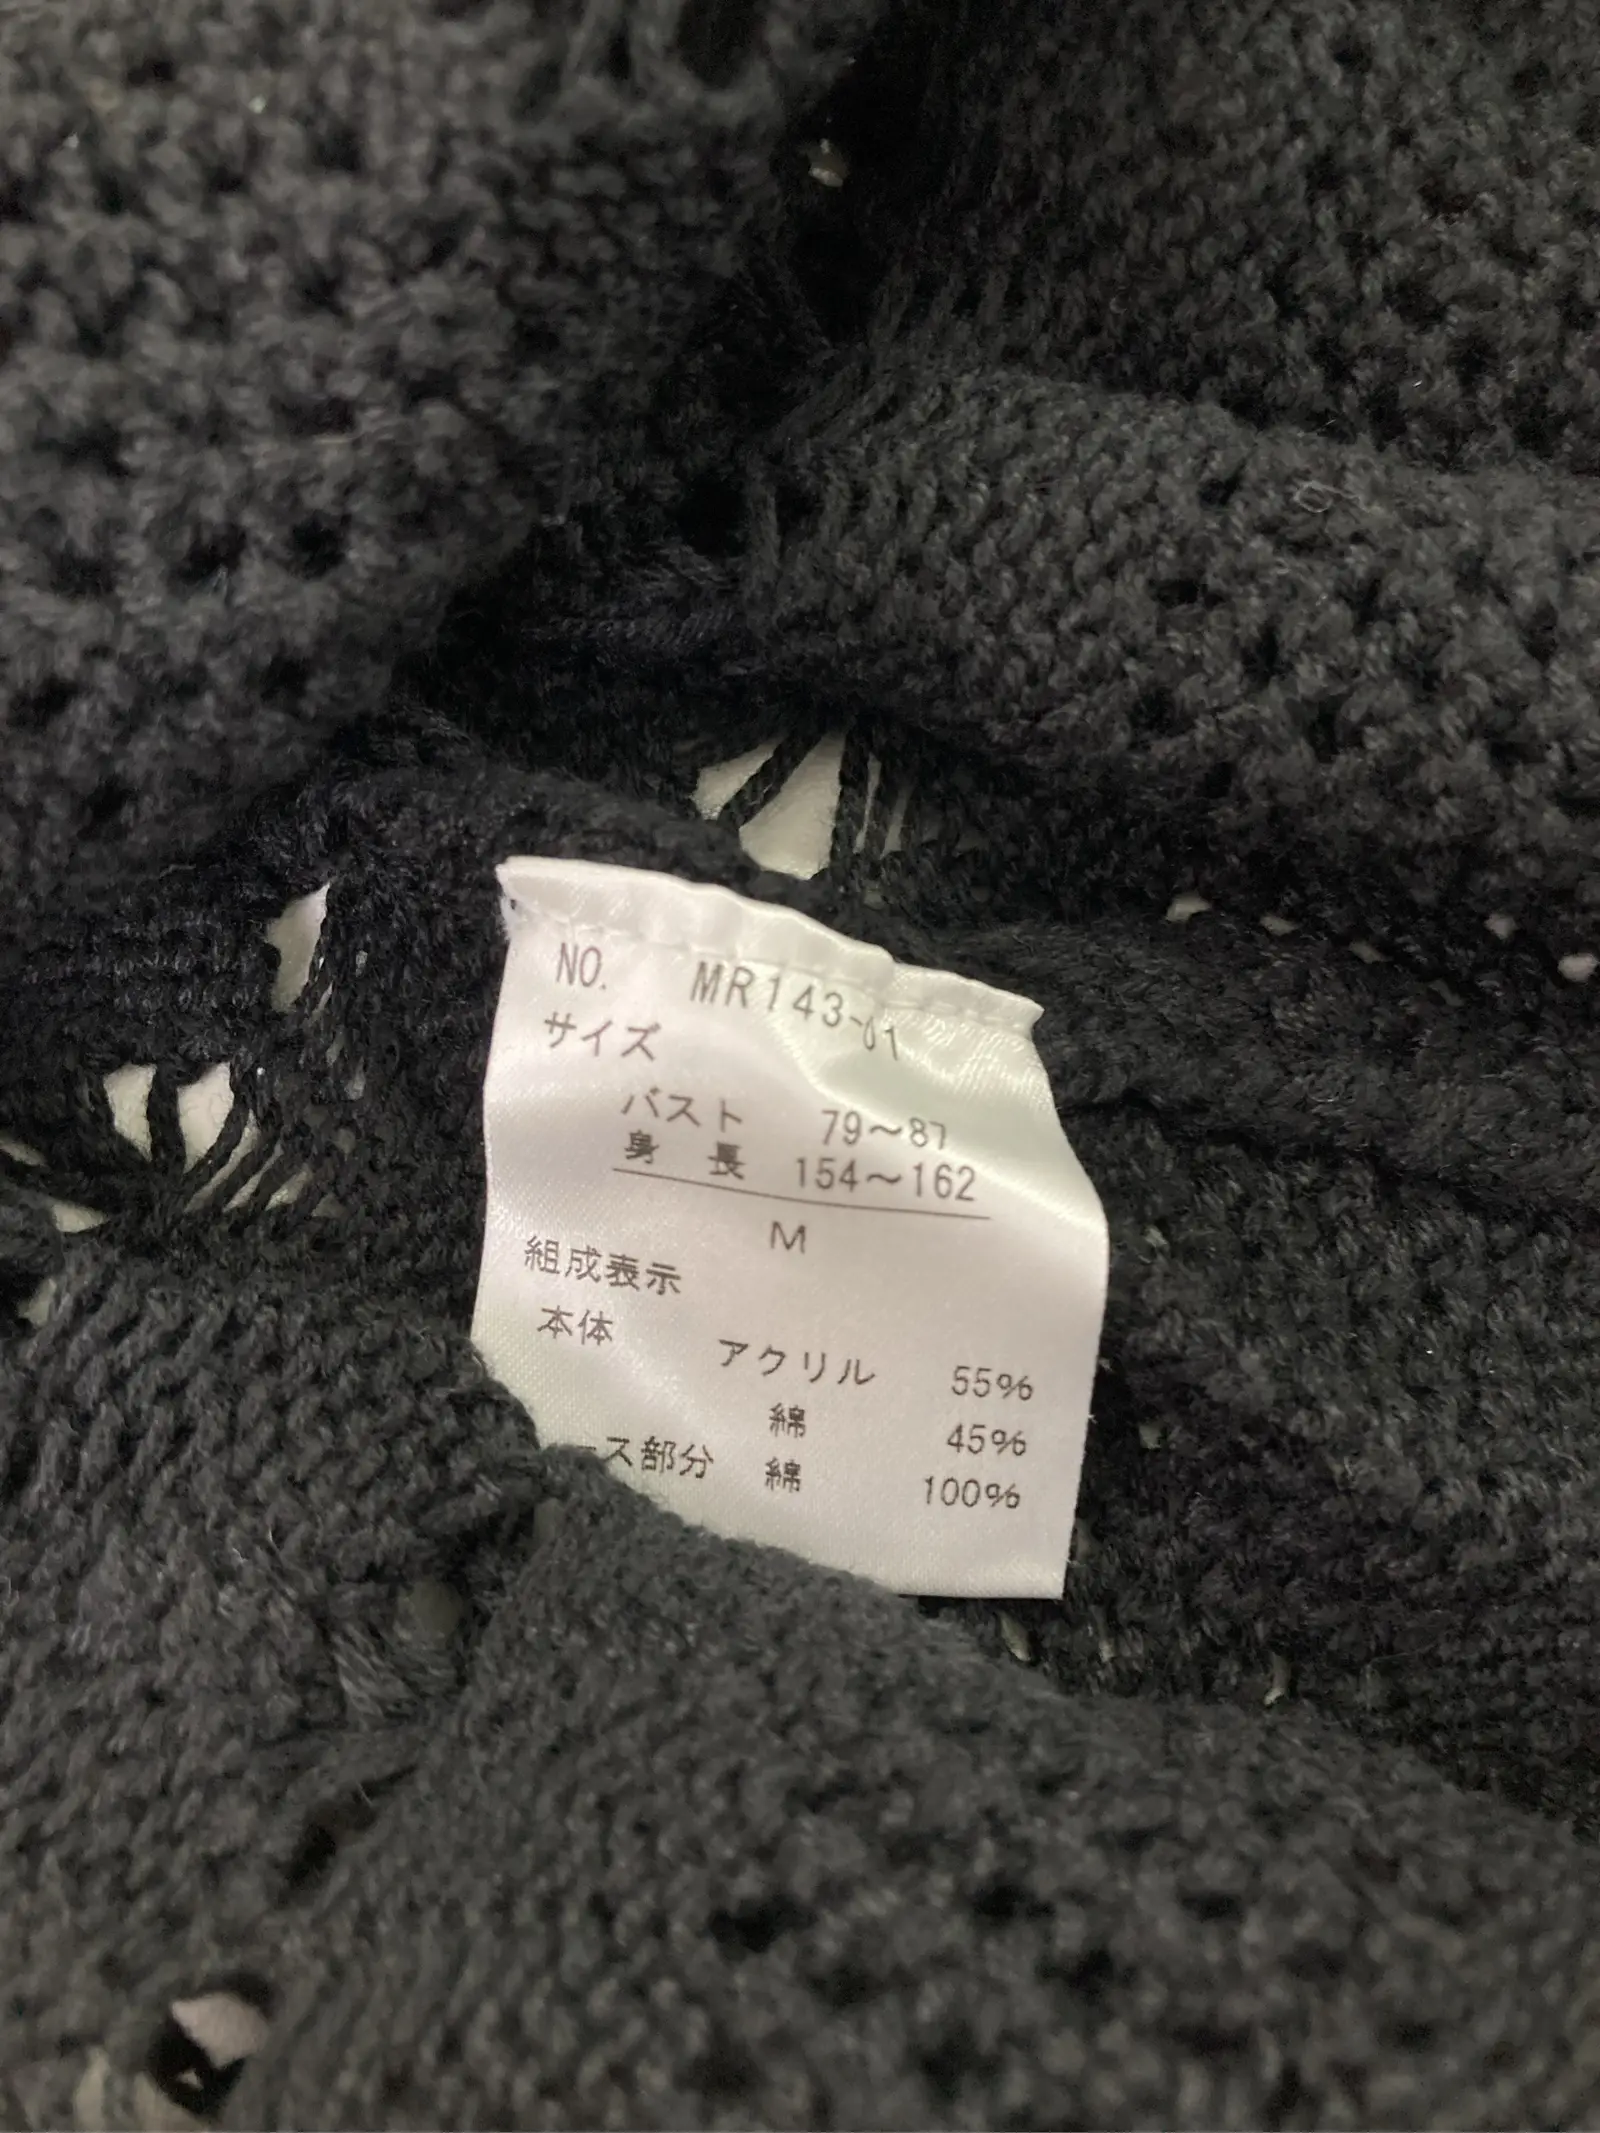 NO. MR143-01
サイズ
バスト 79～87
身長 154～162
M
組成表示
本体 アクリル 55%
綿 45%
ース部分 綿 100%